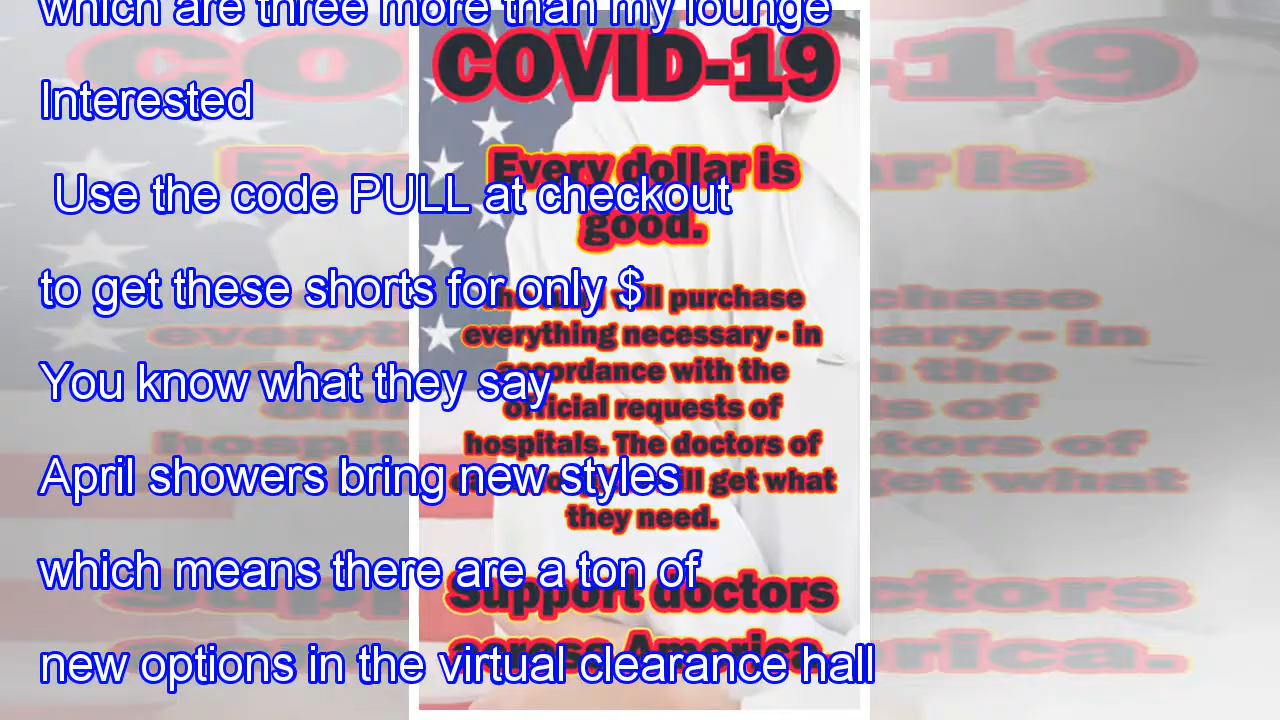 which are three more than my lounge
Interested
Use the code PULL at checkout
to get these shorts for only $
You know what they say
April showers bring new styles
which means there are a ton of
new options in the virtual clearance hall
COVID-19
Every dollar is
good.
purchase
everything necessary - in
accordance with the
official requests of
hospitals. The doctors of
get what
they need.
Support doctors
across America.